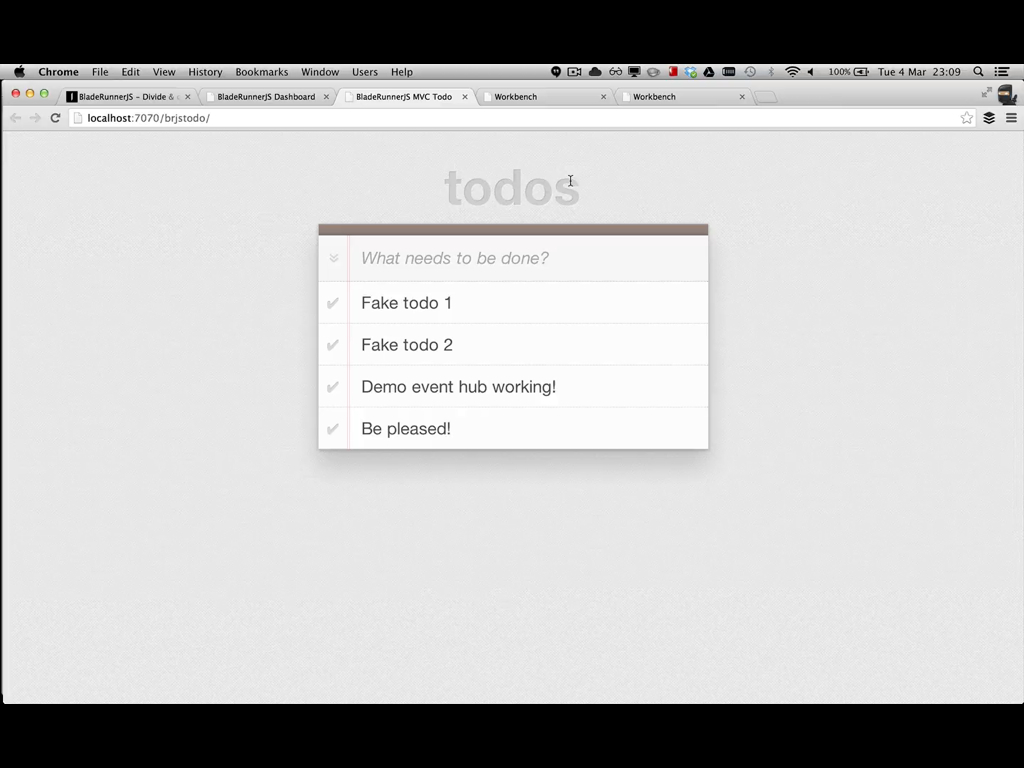 Chrome File Edit View History Bookmarks Window Users Help 100% Tue 4 Mar 23:09
BladeRunnerJS - Divide & BladeRunnerJS Dashboard BladeRunnerJS MVC Todo Workbench Workbench
localhost:7070/brjstodo/
todos
What needs to be done?
Fake todo 1
Fake todo 2
Demo event hub working!
Be pleased!